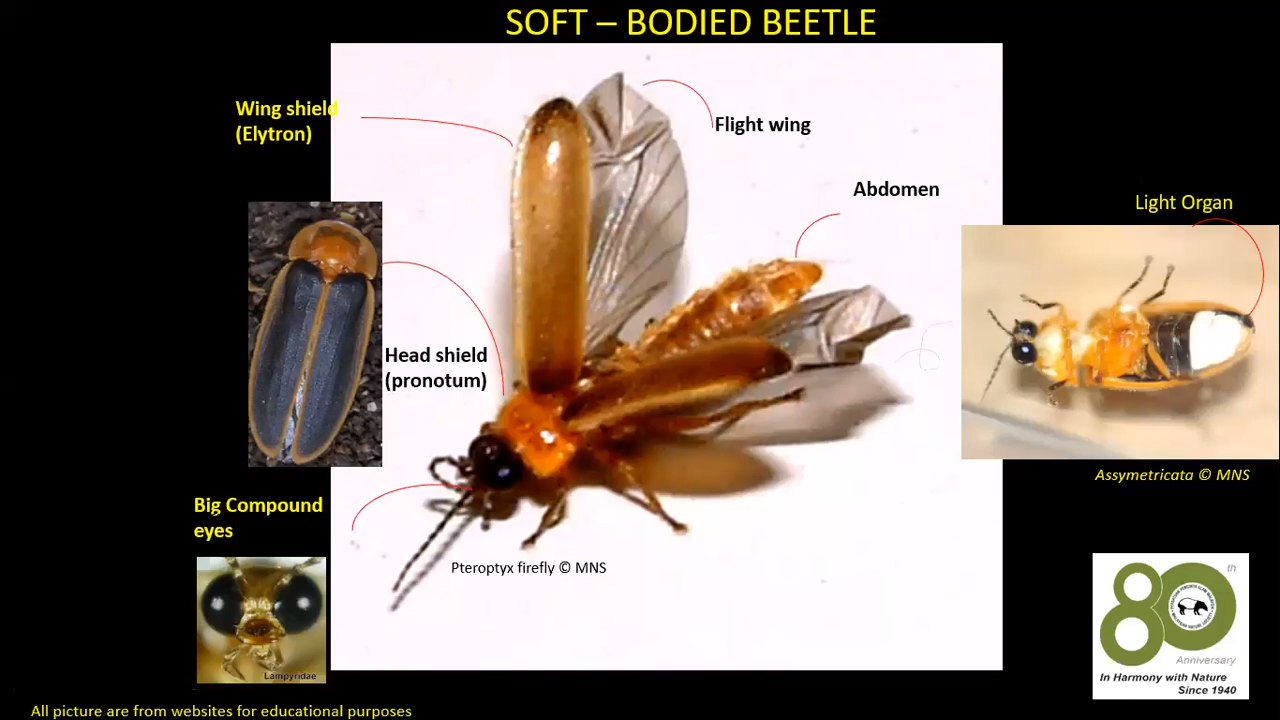 SOFT – BODIED BEETLE
Wing shield
(Elytron)
Flight wing
Abdomen
Light Organ
Head shield
(pronotum)
Assymetricata © MNS
Big Compound
eyes
Pteroptyx firefly © MNS
Lampyridae
80
th
Anniversary
In Harmony with Nature
Since 1940
All picture are from websites for educational purposes